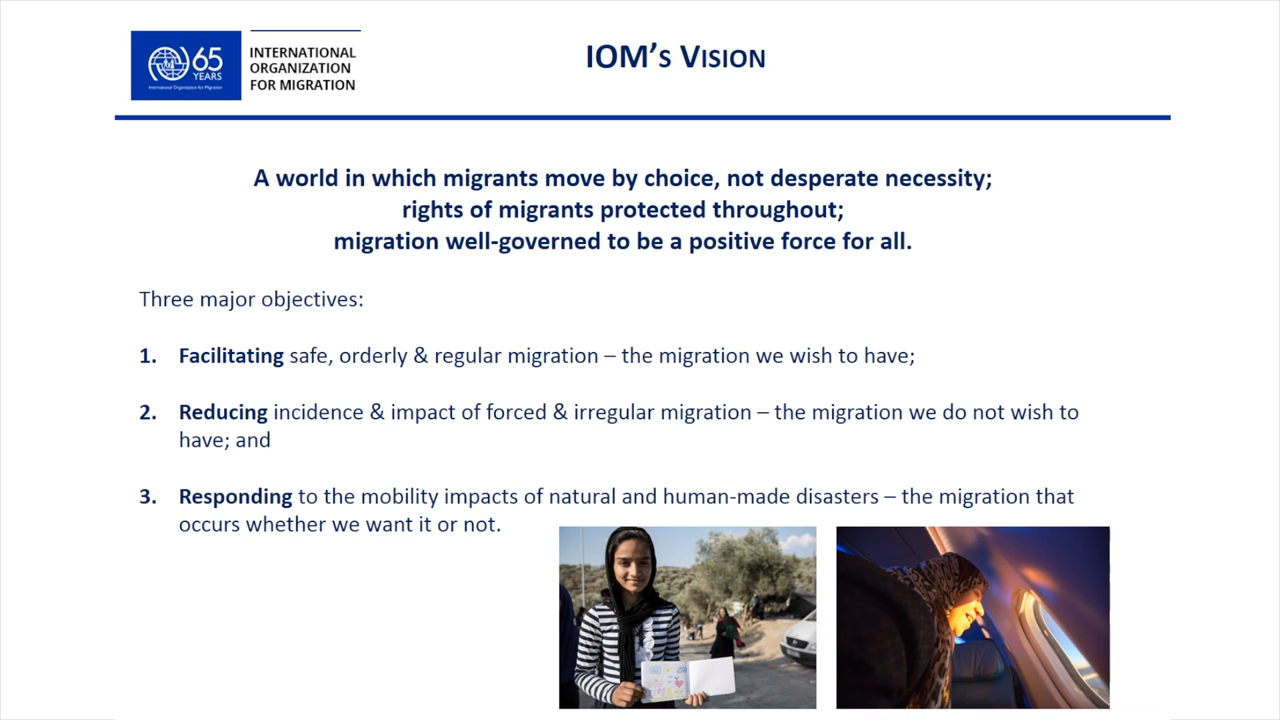 65
YEARS
International Organization for Migration
INTERNATIONAL
ORGANIZATION
FOR MIGRATION
IOM's Vision
A world in which migrants move by choice, not desperate necessity;
rights of migrants protected throughout;
migration well-governed to be a positive force for all.
Three major objectives:
1. Facilitating safe, orderly & regular migration – the migration we wish to have;
2. Reducing incidence & impact of forced & irregular migration – the migration we do not wish to
have; and
3. Responding to the mobility impacts of natural and human-made disasters – the migration that
occurs whether we want it or not.